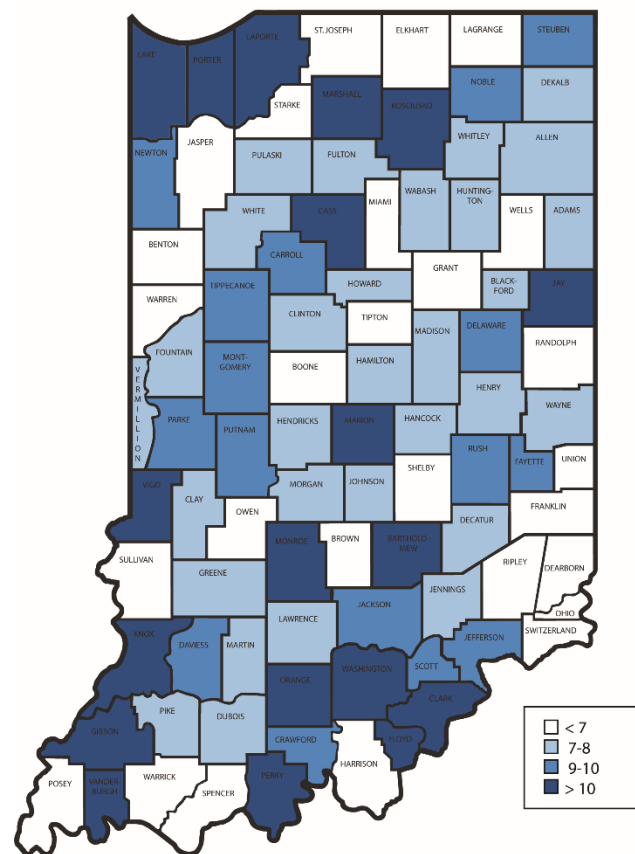 ST. JOSEPH
ELKHART
LAGRANGE
STEUBEN
LAKE
PORTER
LAPORTE
NOBLE
DEKALB
MARSHALL
KOSCIUSKO
STARKE
JASPER
WHITLEY
ALLEN
NEWTON
PULASKI
FULTON
WABASH
HUNTING-
TON
MIAMI
WHITE
CASS
WELLS
ADAMS
BENTON
CARROLL
GRANT
TIPPECANOE
HOWARD
BLACK-
FORD
JAY
WARREN
CLINTON
TIPTON
MADISON
DELAWARE
RANDOLPH
FOUNTAIN
MONT-
GOMERY
BOONE
HAMILTON
HENRY
VERMILLION
WAYNE
PARKE
PUTNAM
HENDRICKS
MARION
HANCOCK
RUSH
FAYETTE
UNION
SHELBY
VIGO
CLAY
MORGAN
JOHNSON
OWEN
FRANKLIN
DECATUR
MONROE
BROWN
BARTHOLO-
MEW
SULLIVAN
RIPLEY
DEARBORN
GREENE
JENNINGS
OHIO
JACKSON
LAWRENCE
SWITZERLAND
JEFFERSON
KNOX
DAVIESS
MARTIN
SCOTT
WASHINGTON
ORANGE
CLARK
PIKE
DUBOIS
GIBSON
CRAWFORD
FLOYD
HARRISON
POSEY
VANDER-
BURGH
WARRICK
SPENCER
PERRY
< 7
7-8
9-10
> 10